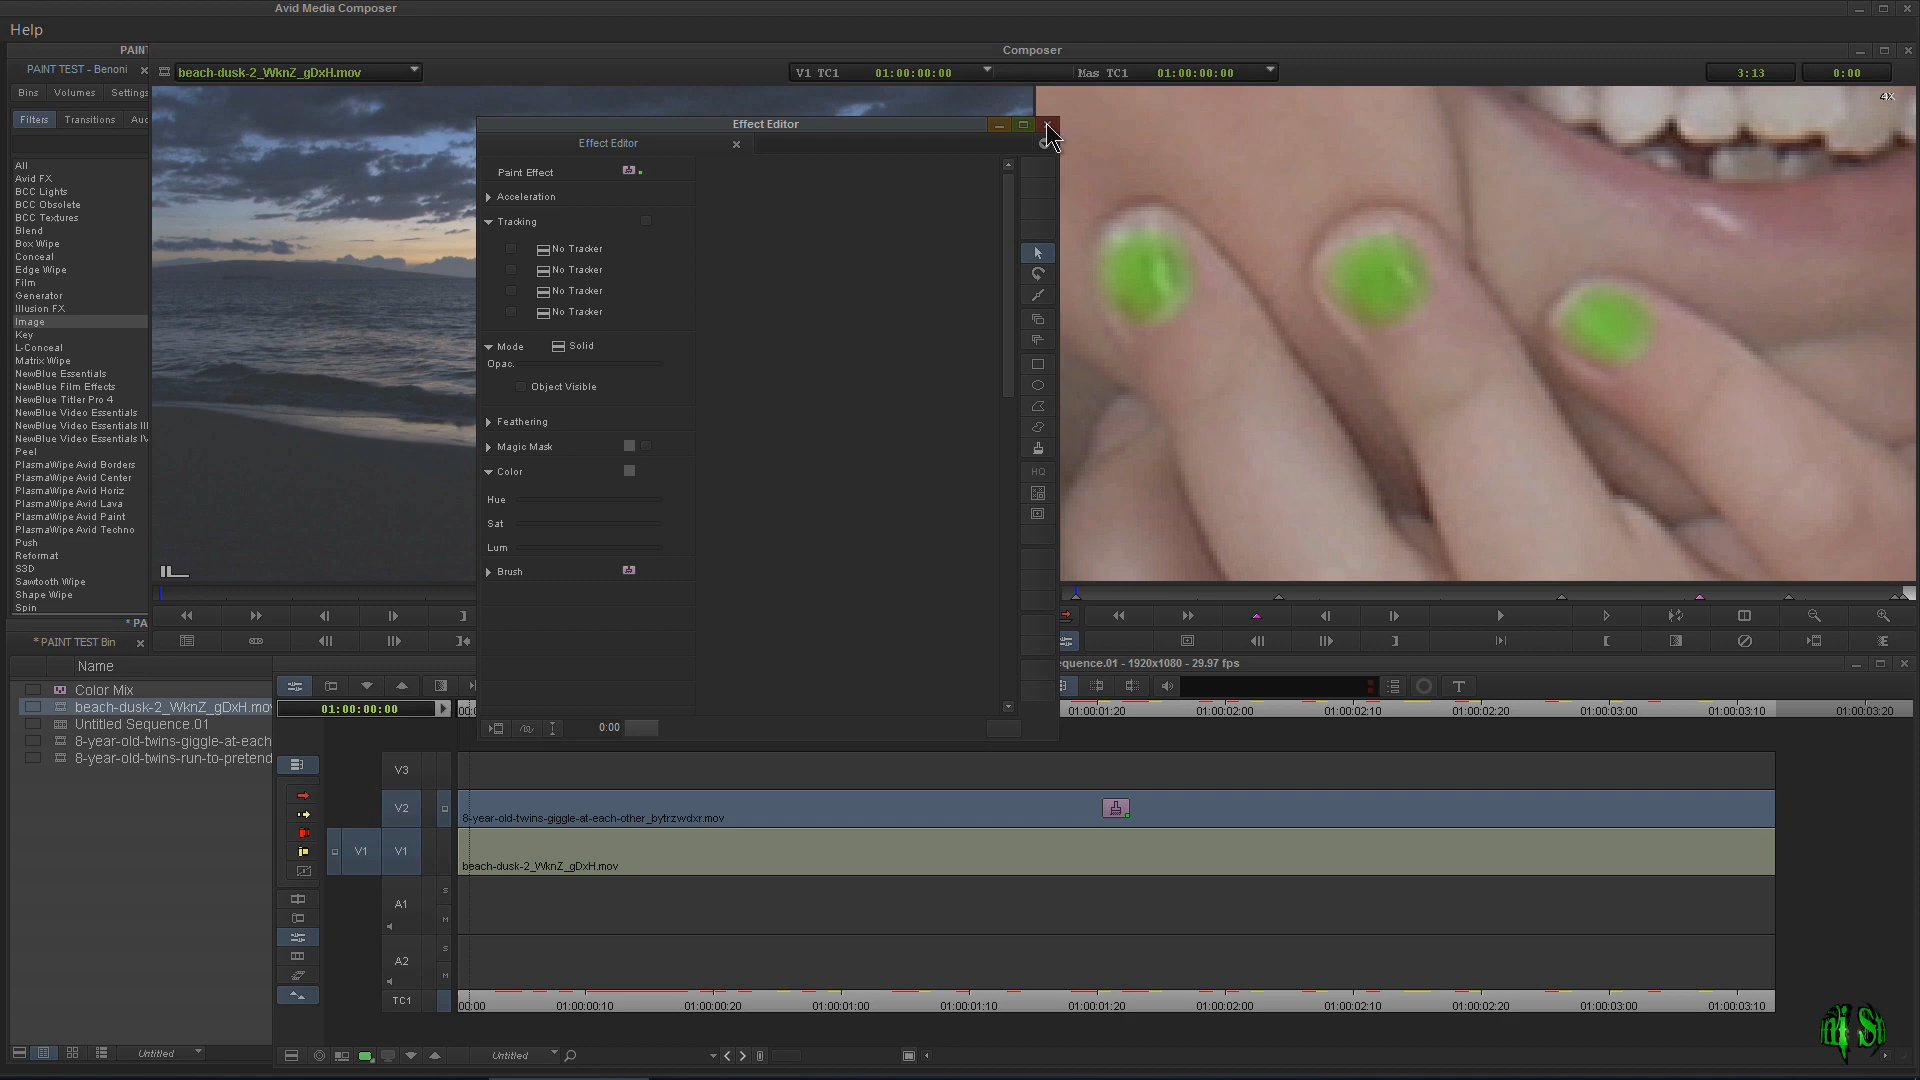 Avid Media Composer
Help
PAINT
Composer
PAINT TEST - Benoni
beach-dusk-2_WknZ_gDxH.mov
V1 TC1 01:00:00:00
Mas TC1 01:00:00:00
3:13
0:00
Bins Volumes Settings
4X
Filters Transitions
Effect Editor
Effect Editor
Paint Effect
Acceleration
Tracking
No Tracker
No Tracker
No Tracker
No Tracker
Mode Solid
Opac.
Object Visible
Feathering
Magic Mask
Color
Hue
Sat
Lum
Brush
HQ
0:00
All
Avid FX
BCC Lights
BCC Obsolete
BCC Textures
Blend
Box Wipe
Conceal
Edge Wipe
Film
Generator
Illusion FX
Image
Key
L-Conceal
Matrix Wipe
NewBlue Essentials
NewBlue Film Effects
NewBlue Titler Pro 4
NewBlue Video Essentials
NewBlue Video Essentials III
NewBlue Video Essentials IV
Peel
PlasmaWipe Avid Borders
PlasmaWipe Avid Center
PlasmaWipe Avid Horiz
PlasmaWipe Avid Lava
PlasmaWipe Avid Paint
PlasmaWipe Avid Techno
Push
Reformat
S3D
Sawtooth Wipe
Shape Wipe
Spin
* PA
*PAINT TEST Bin
Name
Color Mix
beach-dusk-2_WknZ_gDxH.mov
Untitled Sequence.01
8-year-old-twins-giggle-at-each
8-year-old-twins-run-to-pretend
Untitled
equence.01 - 1920x1080 - 29.97 fps
01:00:00:00
01:00:01:20 01:00:02:00 01:00:02:10 01:00:02:20 01:00:03:00 01:00:03:10 01:00:03:20
V3
V2
8-year-old-twins-giggle-at-each-other_bytrzwdxr.mov
V1 V1
beach-dusk-2_WknZ_gDxH.mov
A1
S
M
A2
S
M
TC1
00:00 01:00:00:10 01:00:00:20 01:00:01:00 01:00:01:10 01:00:01:20 01:00:02:00 01:00:02:10 01:00:02:20 01:00:03:00 01:00:03:10
Untitled